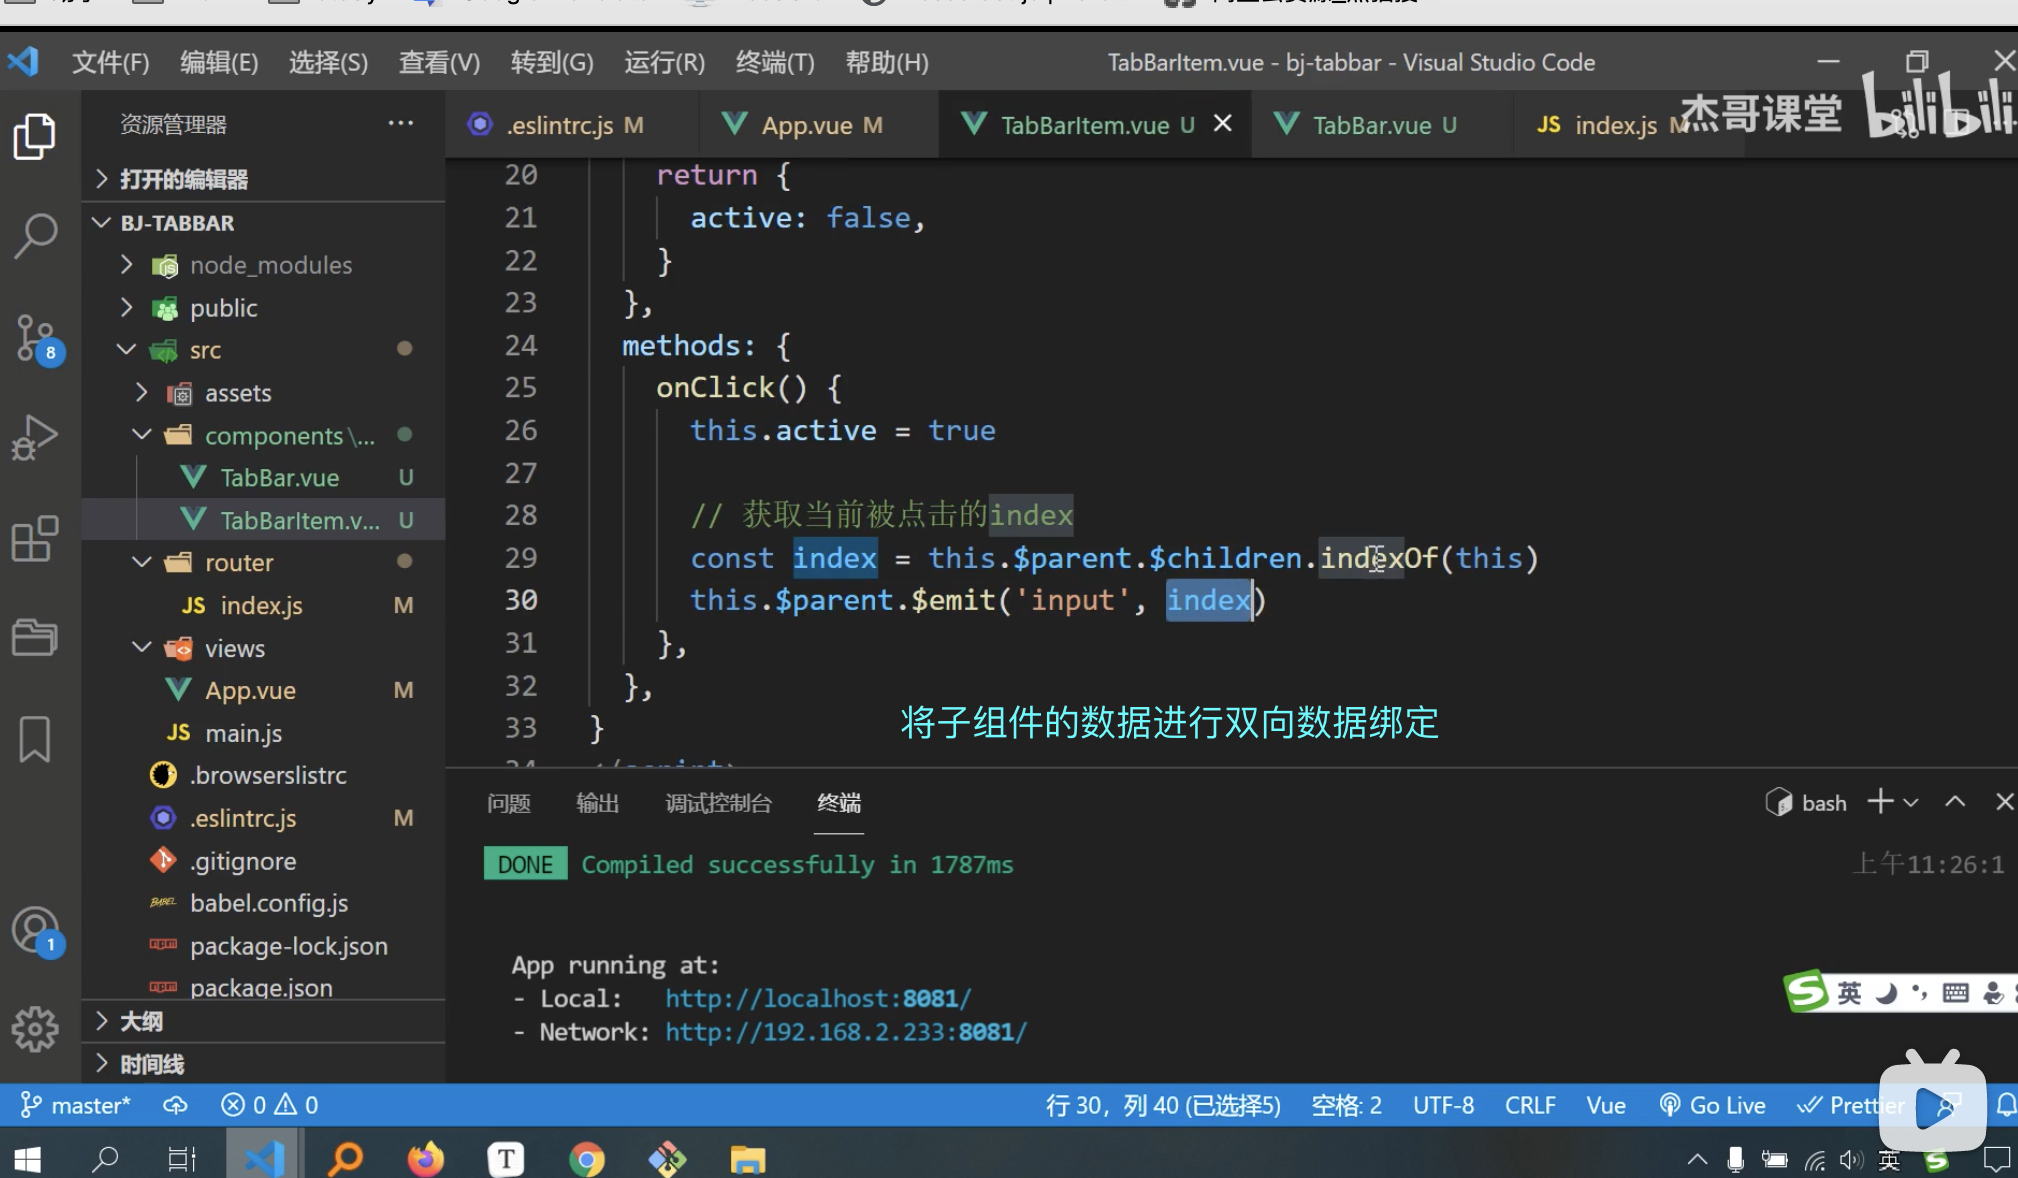 文件(F) 编辑(E) 选择(S) 查看(V) 转到(G) 运行(R) 终端(T) 帮助(H) TabBarItem.vue - bj-tabbar - Visual Studio Code
资源管理器 ···
.eslintrc.js M App.vue M TabBarItem.vue U TabBar.vue U JS index.js M
杰哥课堂 bilibili
打开的编辑器
BJ-TABBAR
node_modules
public
src
assets
components\...
TabBar.vue U
TabBarItem.v... U
router
JS index.js M
views
App.vue M
JS main.js
.browserslistrc
.eslintrc.js M
.gitignore
BABEL babel.config.js
package-lock.json
package.json
大纲
时间线
8
1
20 return {
21 active: false,
22 }
23 },
24 methods: {
25 onClick() {
26 this.active = true
27
28 // 获取当前被点击的index
29 const index = this.$parent.$children.indexOf(this)
30 this.$parent.$emit('input', index)
31 },
32 },
33 }
将子组件的数据进行双向数据绑定
问题 输出 调试控制台 终端 bash
DONE Compiled successfully in 1787ms 上午11:26:1
App running at:
- Local: http://localhost:8081/
- Network: http://192.168.2.233:8081/
英
master* 0 0 行 30，列 40 (已选择5) 空格: 2 UTF-8 CRLF Vue Go Live Prettier
T 英